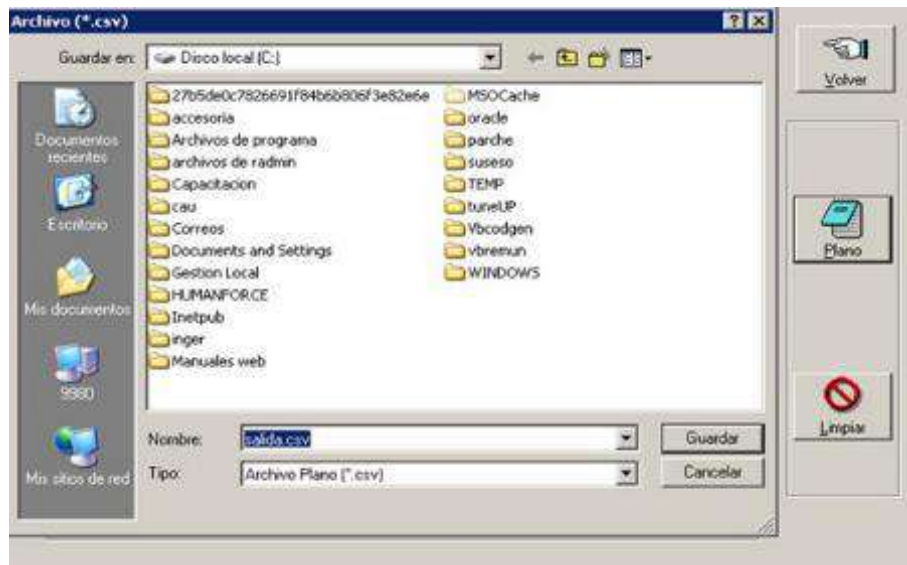 Archivo (*.csv)
Guardar en:
Disco local (C:)
Volver
27b5de0c7826691f84b6b806f3e82e6e
accesoria
Archivos de programa
archivos de radmin
Capacitacion
cau
Correos
Documents and Settings
Gestion Local
HUMANFORCE
Inetpub
inger
Manuales web
MSOCache
oracle
parche
suseso
TEMP
tuneUP
Vbcodgen
vbremun
WINDOWS
Documentos
recientes
Escritorio
Mis documentos
9980
Mis sitios de red
Plano
Limpiar
Nombre:
salida.csv
Guardar
Tipo:
Archivo Plano (*.csv)
Cancelar